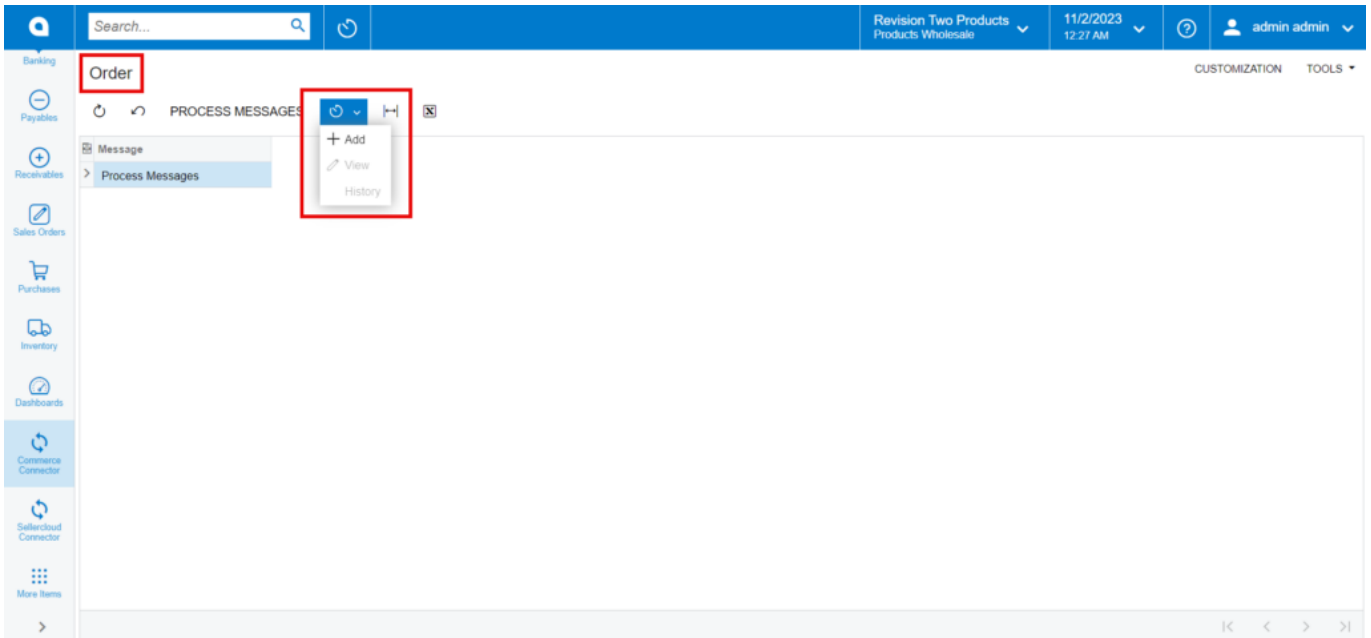 Search...
Revision Two Products
Products Wholesale
11/2/2023
12:27 AM
admin admin
Banking
Payables
Receivables
Sales Orders
Purchases
Inventory
Dashboards
Commerce
Connector
Sellercloud
Connector
More Items
Order
CUSTOMIZATION
TOOLS
PROCESS MESSAGES
Add
View
History
Message
Process Messages